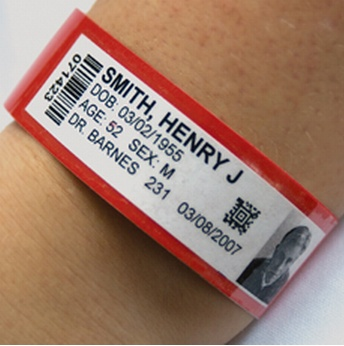 071423
SMITH, HENRY J
DOB: 03/02/1955
AGE: 52 SEX: M
DR. BARNES 231 03/08/2007